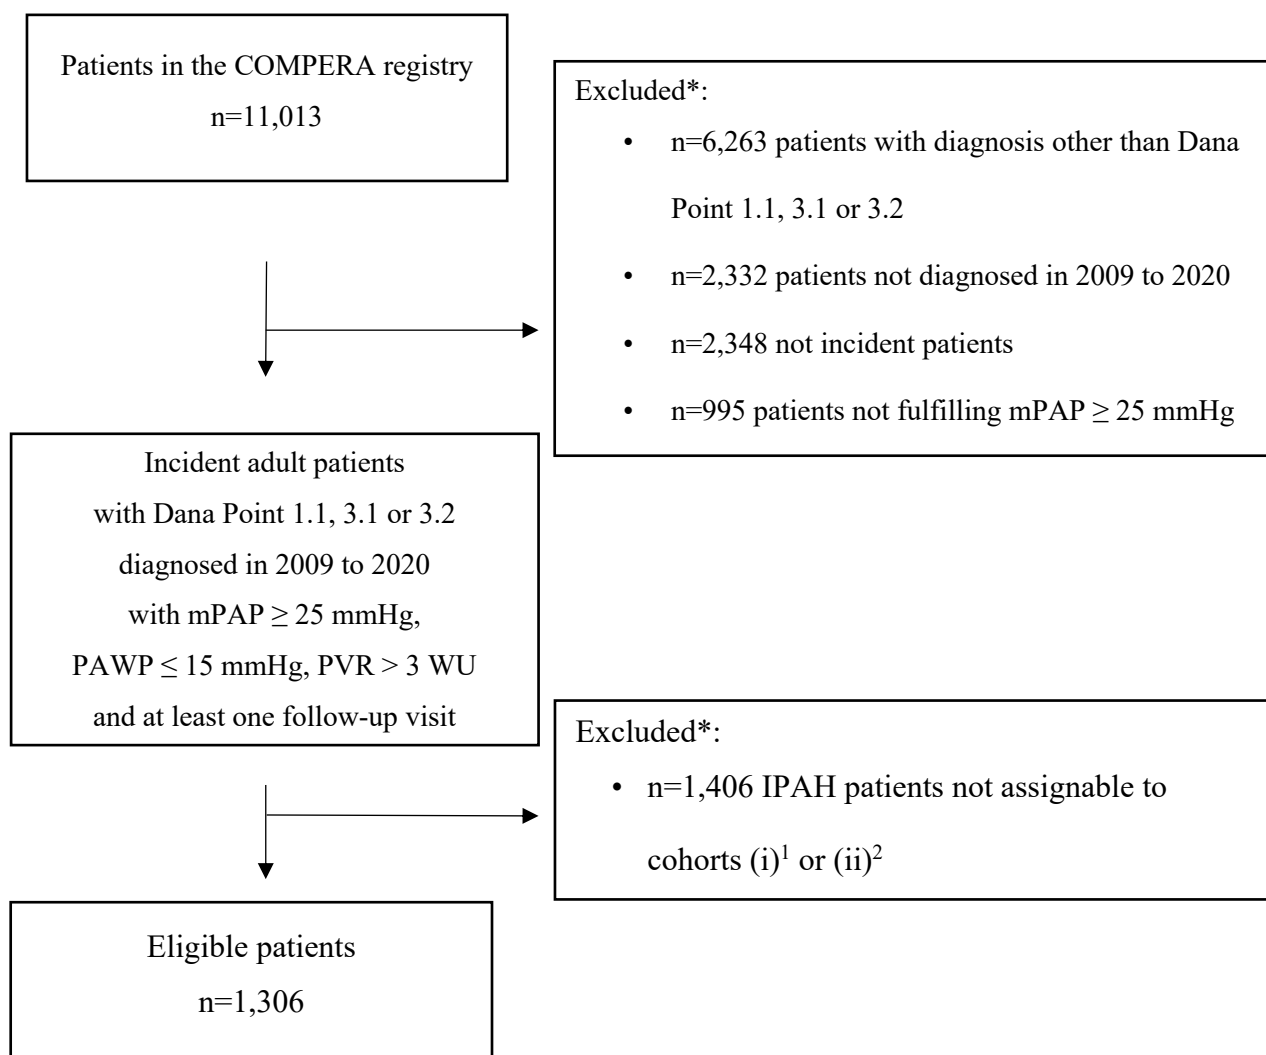 Patients in the COMPERA registry
n=11,013
Excluded*:
• n=6,263 patients with diagnosis other than Dana
Point 1.1, 3.1 or 3.2
• n=2,332 patients not diagnosed in 2009 to 2020
• n=2,348 not incident patients
• n=995 patients not fulfilling mPAP ≥ 25 mmHg
Incident adult patients
with Dana Point 1.1, 3.1 or 3.2
diagnosed in 2009 to 2020
with mPAP ≥ 25 mmHg,
PAWP ≤ 15 mmHg, PVR > 3 WU
and at least one follow-up visit
Excluded*:
• n=1,406 IPAH patients not assignable to
cohorts (i)¹ or (ii)²
Eligible patients
n=1,306